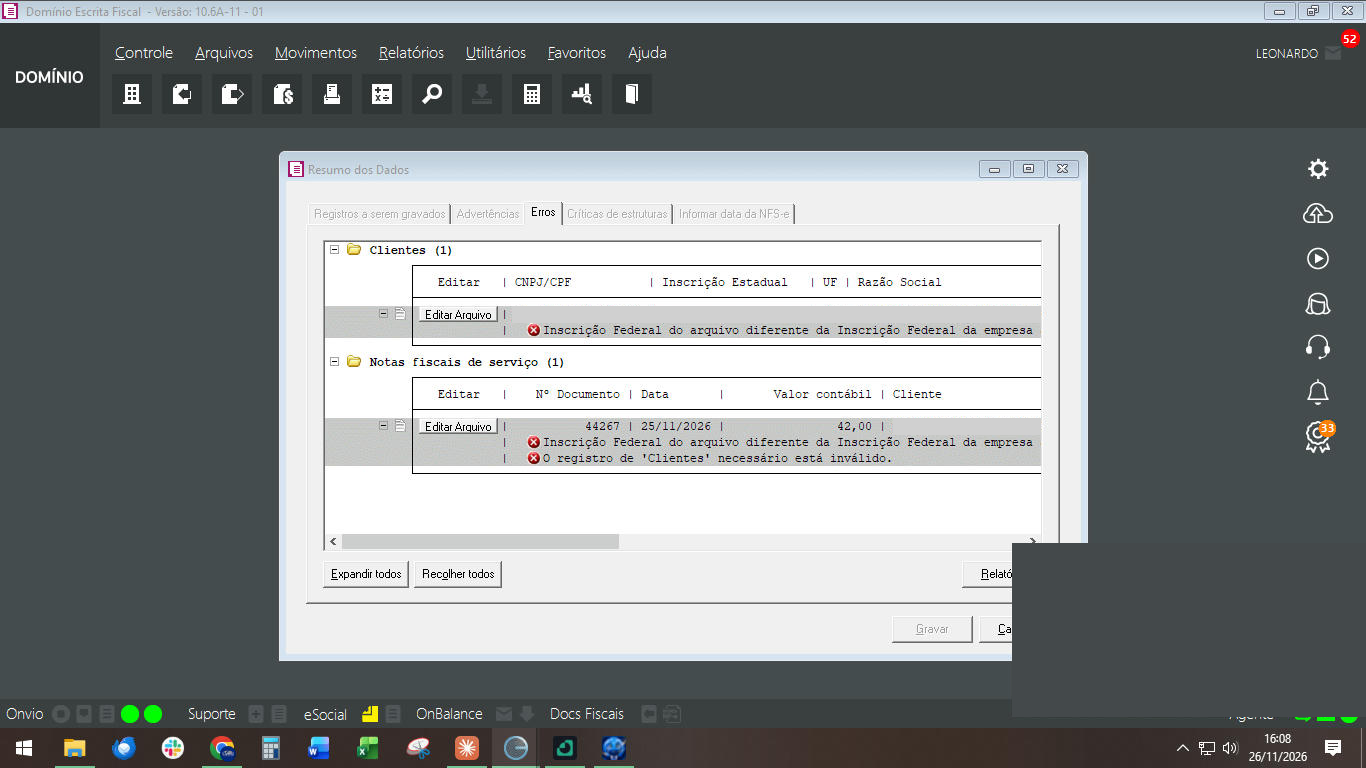 Domínio Escrita Fiscal - Versão: 10.6A-11 - 01
DOMÍNIO
Controle Arquivos Movimentos Relatórios Utilitários Favoritos Ajuda
LEONARDO
52
Resumo dos Dados
Registros a serem gravados Advertências Erros Críticas de estruturas Informar data da NFS-e
Clientes (1)
Editar | CNPJ/CPF | Inscrição Estadual | UF | Razão Social
Editar Arquivo |
| Inscrição Federal do arquivo diferente da Inscrição Federal da empresa
Notas fiscais de serviço (1)
Editar | Nº Documento | Data | Valor contábil | Cliente
Editar Arquivo | 44267 | 25/11/2026 | 42,00 |
| Inscrição Federal do arquivo diferente da Inscrição Federal da empresa
| O registro de 'Clientes' necessário está inválido.
Expandir todos Recolher todos
Gravar
33
Onvio Suporte eSocial OnBalance Docs Fiscais
16:08
26/11/2026